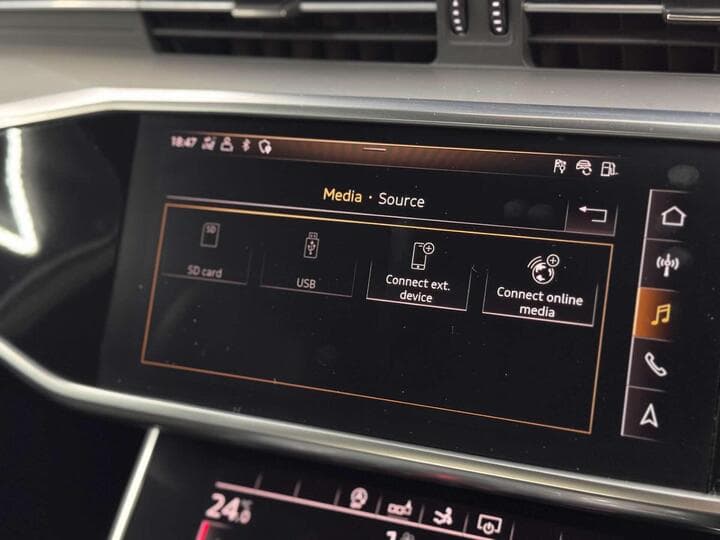 18:47
Media · Source
SD
SD card
USB
Connect ext.
device
Connect online
media
24.0